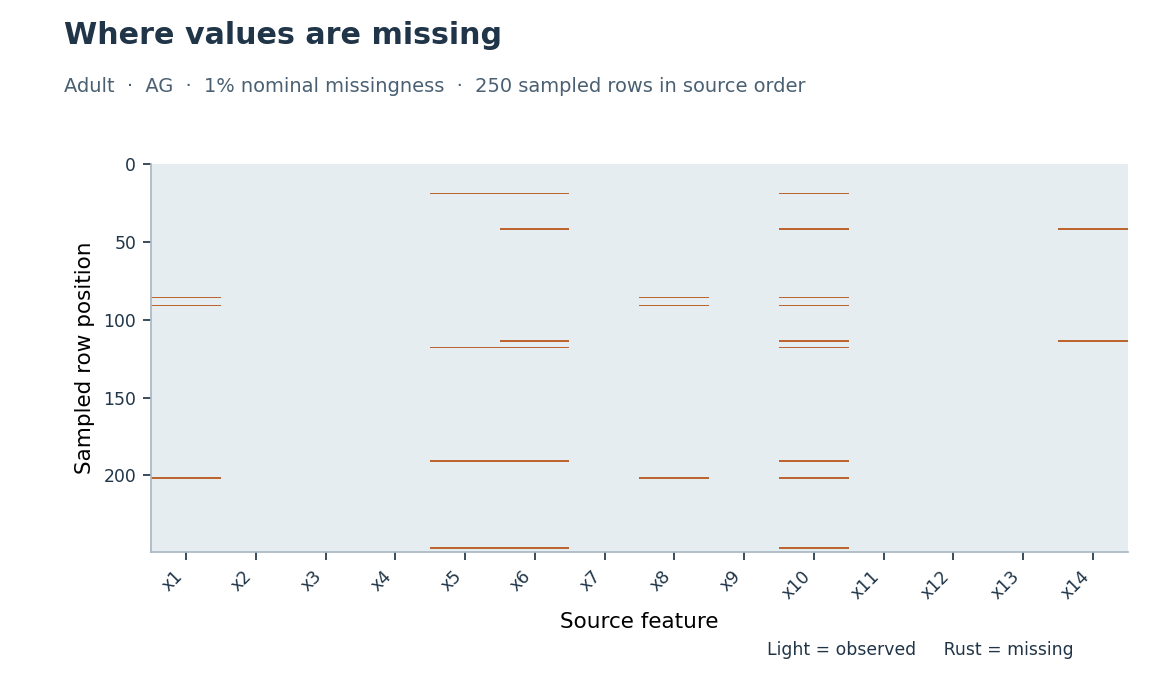 Where values are missing
Adult · AG · 1% nominal missingness · 250 sampled rows in source order
0
50
100
150
200
Sampled row position
x1 x2 x3 x4 x5 x6 x7 x8 x9 x10 x11 x12 x13 x14
Source feature
Light = observed Rust = missing